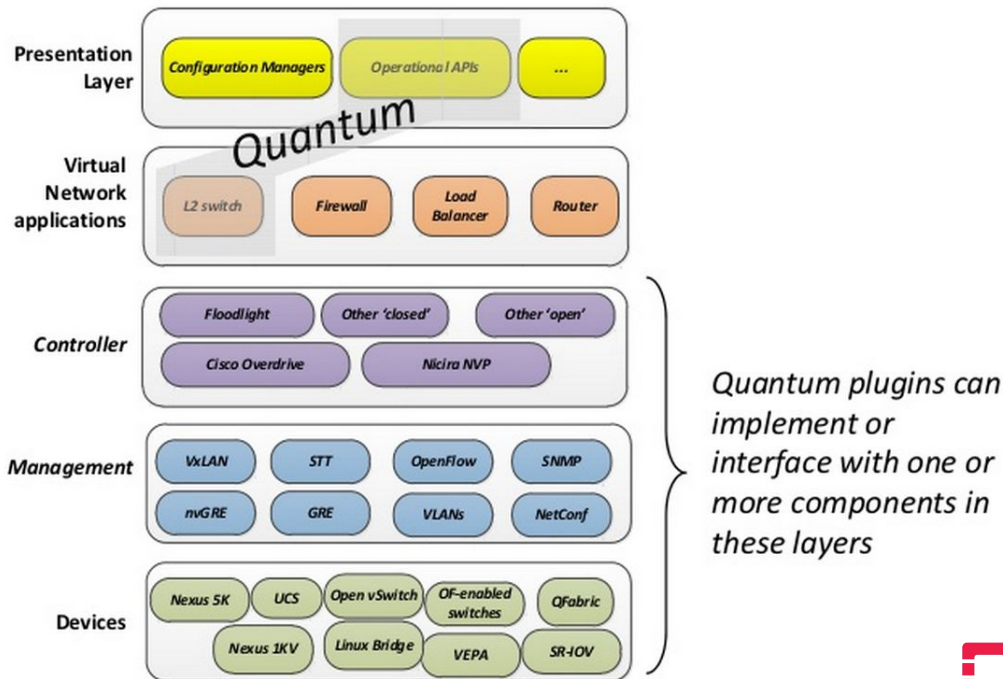 Presentation
Layer
Configuration Managers
Operational APIs
...
Quantum
Virtual
Network
applications
L2 switch
Firewall
Load
Balancer
Router
Controller
Floodlight
Other ‘closed’
Other ‘open’
Cisco Overdrive
Nicira NVP
Management
VxLAN
STT
OpenFlow
SNMP
nvGRE
GRE
VLANs
NetConf
Devices
Nexus 5K
UCS
Open vSwitch
OF-enabled
switches
QFabric
Nexus 1KV
Linux Bridge
VEPA
SR-IOV
Quantum plugins can
implement or
interface with one or
more components in
these layers